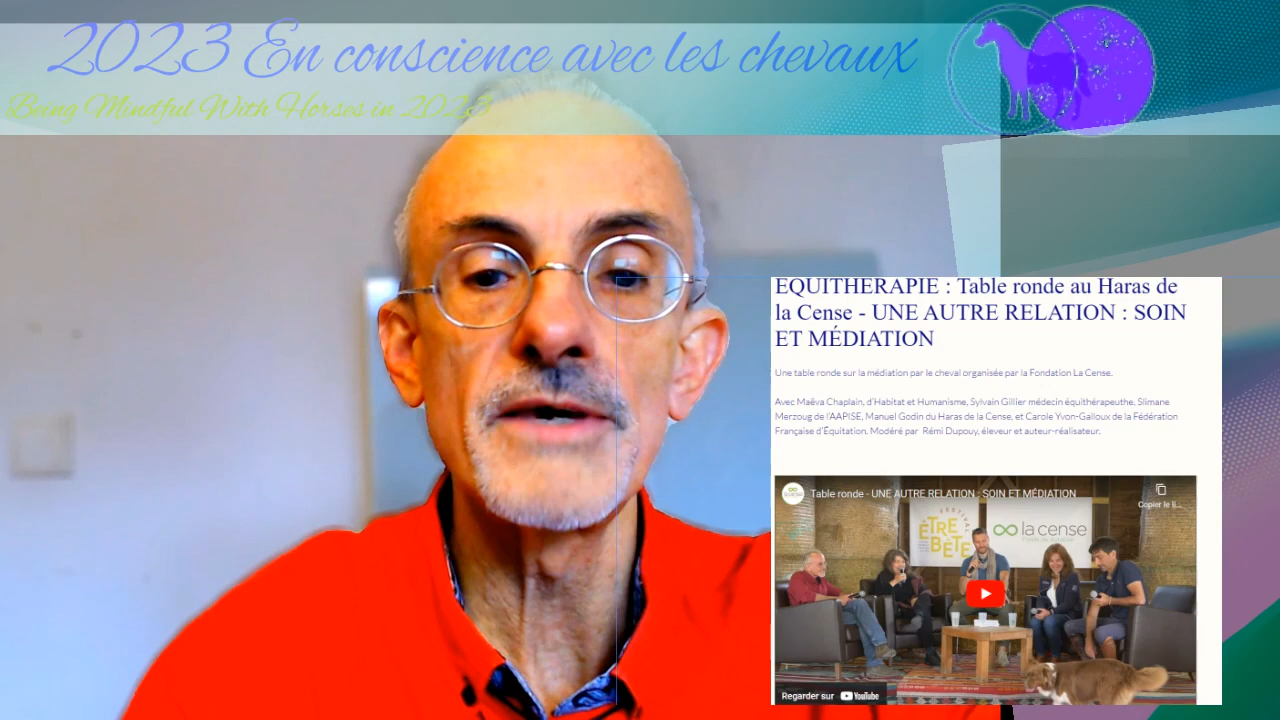 2023 En conscience avec les chevaux
Being Mindful With Horses in 2023
EQUITHERAPIE : Table ronde au Haras de
la Cense - UNE AUTRE RELATION : SOIN
ET MÉDIATION
Une table ronde sur la médiation par le cheval organisée par la Fondation La Cense.
Avec Maëva Chaplain, d'Habitat et Humanisme, Sylvain Gillier médecin équithérapeuthe, Slimane
Merzoug de l'AAPISE, Manuel Godin du Haras de la Cense, et Carole Yvon-Galloux de la Fédération
Française d'Équitation. Modéré par Rémi Dupouy, éleveur et auteur-réalisateur.
Table ronde - UNE AUTRE RELATION : SOIN ET MÉDIATION
Copier le li...
FESTIVAL
ÊTRE
BÊTE
la cense
Regarder sur YouTube